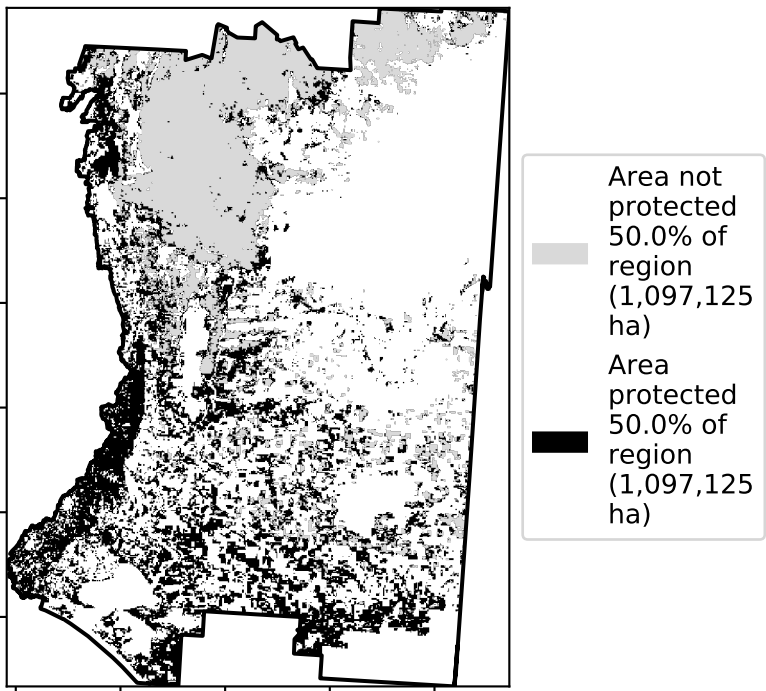 Area not
protected
50.0% of
region
(1,097,125
ha)
Area
protected
50.0% of
region
(1,097,125
ha)